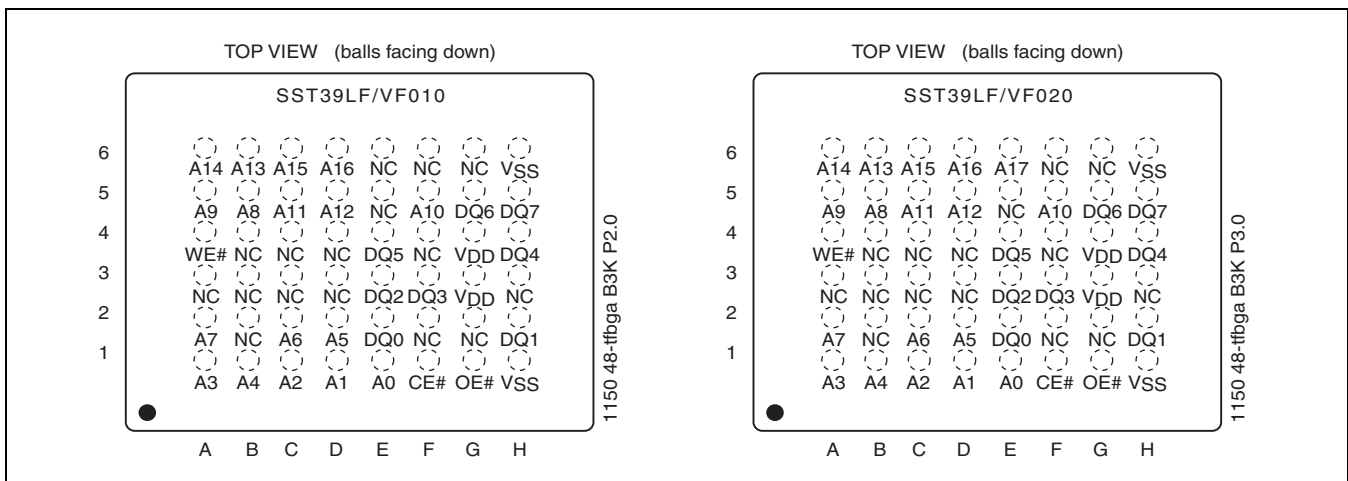 TOP VIEW (balls facing down)
SST39LF/VF010
6
A14 A13 A15 A16 NC NC NC VSS
5
A9 A8 A11 A12 NC A10 DQ6 DQ7
4
WE# NC NC NC DQ5 NC VDD DQ4
3
NC NC NC NC DQ2 DQ3 VDD NC
2
A7 NC A6 A5 DQ0 NC NC DQ1
1
A3 A4 A2 A1 A0 CE# OE# VSS
A B C D E F G H
1150 48-tfbga B3K P2.0
TOP VIEW (balls facing down)
SST39LF/VF020
6
A14 A13 A15 A16 A17 NC NC VSS
5
A9 A8 A11 A12 NC A10 DQ6 DQ7
4
WE# NC NC NC DQ5 NC VDD DQ4
3
NC NC NC NC DQ2 DQ3 VDD NC
2
A7 NC A6 A5 DQ0 NC NC DQ1
1
A3 A4 A2 A1 A0 CE# OE# VSS
A B C D E F G H
1150 48-tfbga B3K P3.0